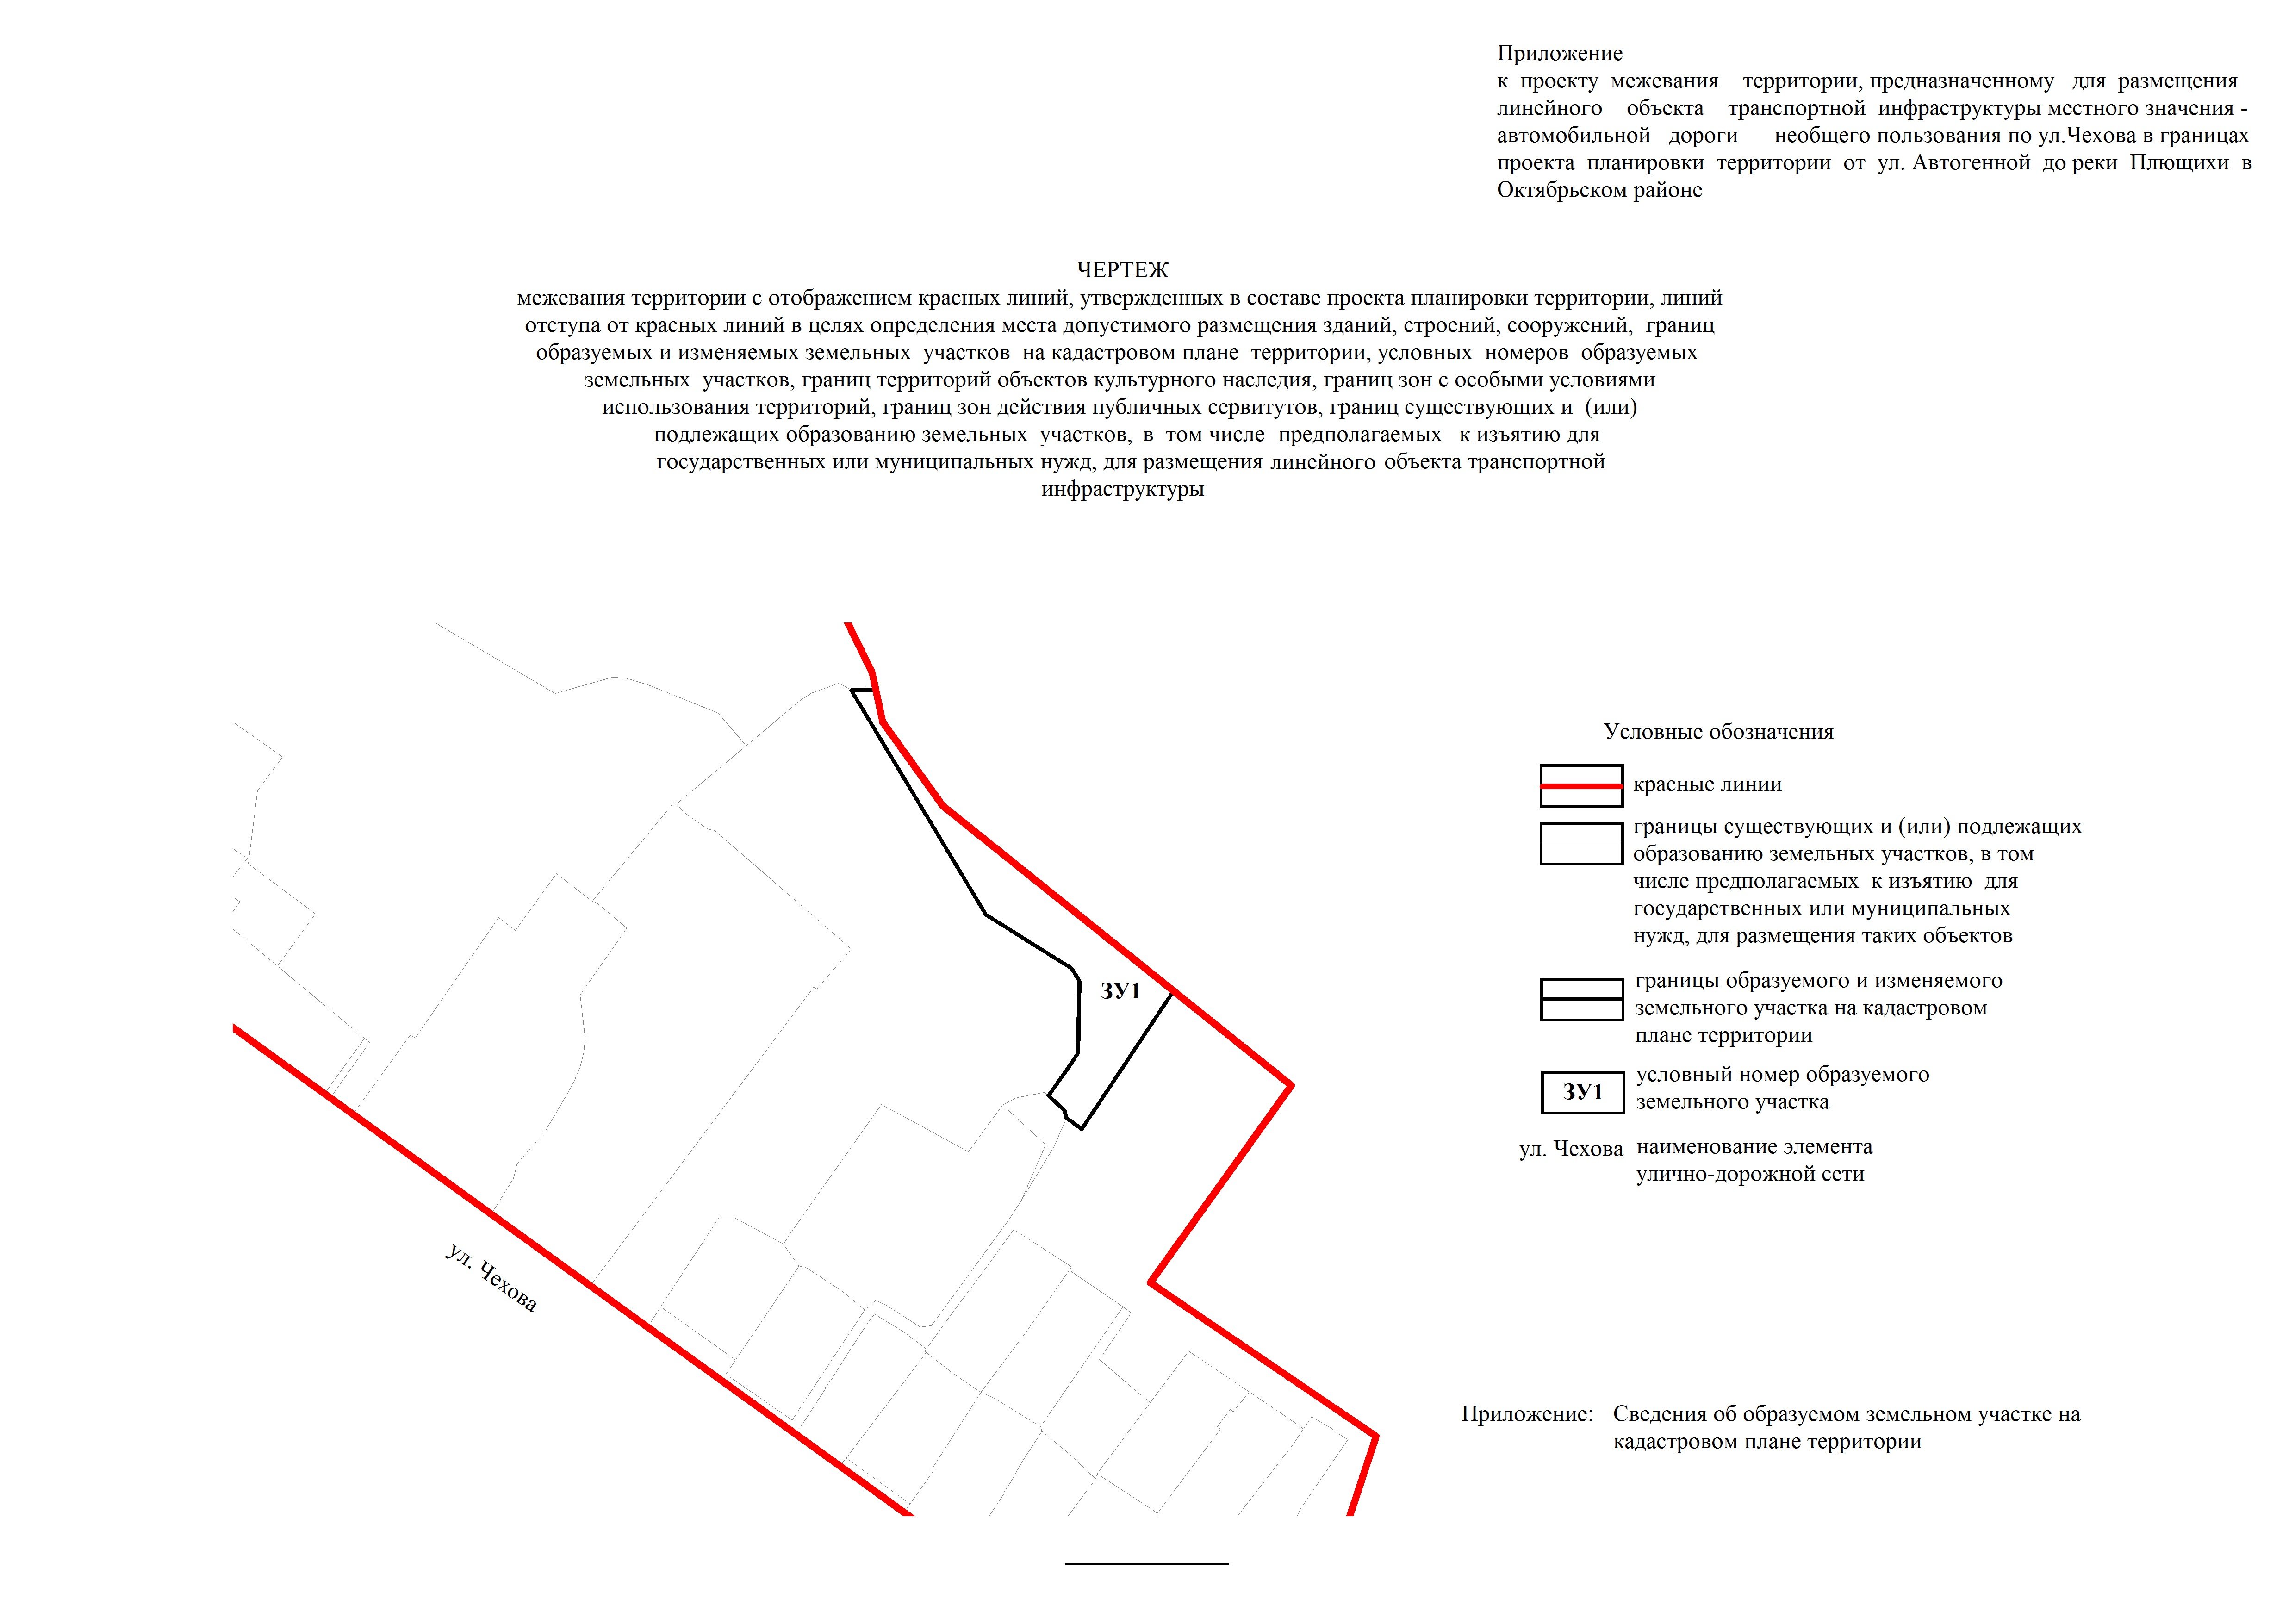 Приложение
к проекту межевания территории, предназначенному для размещения
линейного объекта транспортной инфраструктуры местного значения -
автомобильной дороги необщего пользования по ул.Чехова в границах
проекта планировки территории от ул. Автогенной до реки Плющихи в
Октябрьском районе
ЧЕРТЕЖ
межевания территории с отображением красных линий, утвержденных в составе проекта планировки территории, линий
отступа от красных линий в целях определения места допустимого размещения зданий, строений, сооружений, границ
образуемых и изменяемых земельных участков на кадастровом плане территории, условных номеров образуемых
земельных участков, границ территорий объектов культурного наследия, границ зон с особыми условиями
использования территорий, границ зон действия публичных сервитутов, границ существующих и (или)
подлежащих образованию земельных участков, в том числе предполагаемых к изъятию для
государственных или муниципальных нужд, для размещения линейного объекта транспортной
инфраструктуры
ЗУ1
ул. Чехова
Условные обозначения
красные линии
границы существующих и (или) подлежащих
образованию земельных участков, в том
числе предполагаемых к изъятию для
государственных или муниципальных
нужд, для размещения таких объектов
границы образуемого и изменяемого
земельного участка на кадастровом
плане территории
ЗУ1 условный номер образуемого
земельного участка
ул. Чехова наименование элемента
улично-дорожной сети
Приложение: Сведения об образуемом земельном участке на
кадастровом плане территории